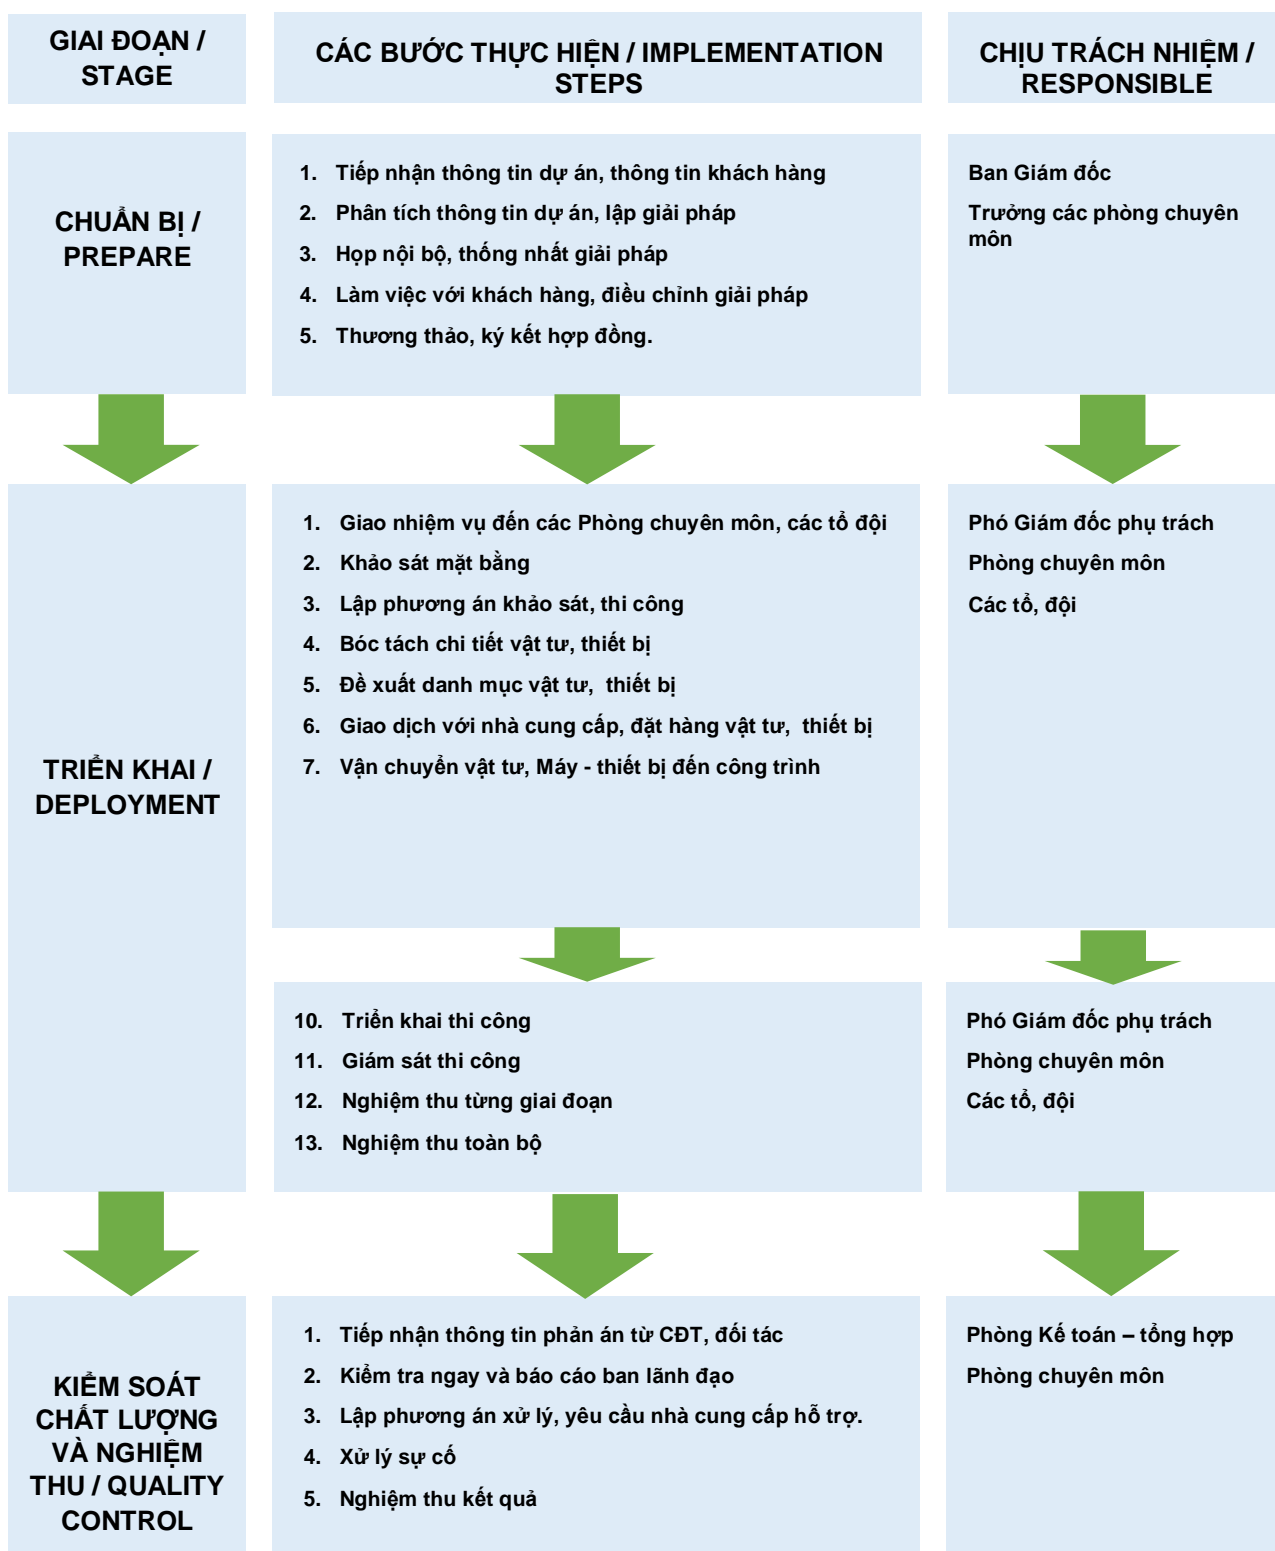 GIAI ĐOẠN /
STAGE
CÁC BƯỚC THỰC HIỆN / IMPLEMENTATION
STEPS
CHỊU TRÁCH NHIỆM /
RESPONSIBLE
CHUẨN BỊ /
PREPARE
1. Tiếp nhận thông tin dự án, thông tin khách hàng
2. Phân tích thông tin dự án, lập giải pháp
3. Họp nội bộ, thống nhất giải pháp
4. Làm việc với khách hàng, điều chỉnh giải pháp
5. Thương thảo, ký kết hợp đồng.
Ban Giám đốc
Trưởng các phòng chuyên
môn
TRIỂN KHAI /
DEPLOYMENT
1. Giao nhiệm vụ đến các Phòng chuyên môn, các tổ đội
2. Khảo sát mặt bằng
3. Lập phương án khảo sát, thi công
4. Bóc tách chi tiết vật tư, thiết bị
5. Đề xuất danh mục vật tư, thiết bị
6. Giao dịch với nhà cung cấp, đặt hàng vật tư, thiết bị
7. Vận chuyển vật tư, Máy - thiết bị đến công trình
Phó Giám đốc phụ trách
Phòng chuyên môn
Các tổ, đội
10. Triển khai thi công
11. Giám sát thi công
12. Nghiệm thu từng giai đoạn
13. Nghiệm thu toàn bộ
Phó Giám đốc phụ trách
Phòng chuyên môn
Các tổ, đội
KIỂM SOÁT
CHẤT LƯỢNG
VÀ NGHIỆM
THU / QUALITY
CONTROL
1. Tiếp nhận thông tin phản án từ CĐT, đối tác
2. Kiểm tra ngay và báo cáo ban lãnh đạo
3. Lập phương án xử lý, yêu cầu nhà cung cấp hỗ trợ.
4. Xử lý sự cố
5. Nghiệm thu kết quả
Phòng Kế toán – tổng hợp
Phòng chuyên môn